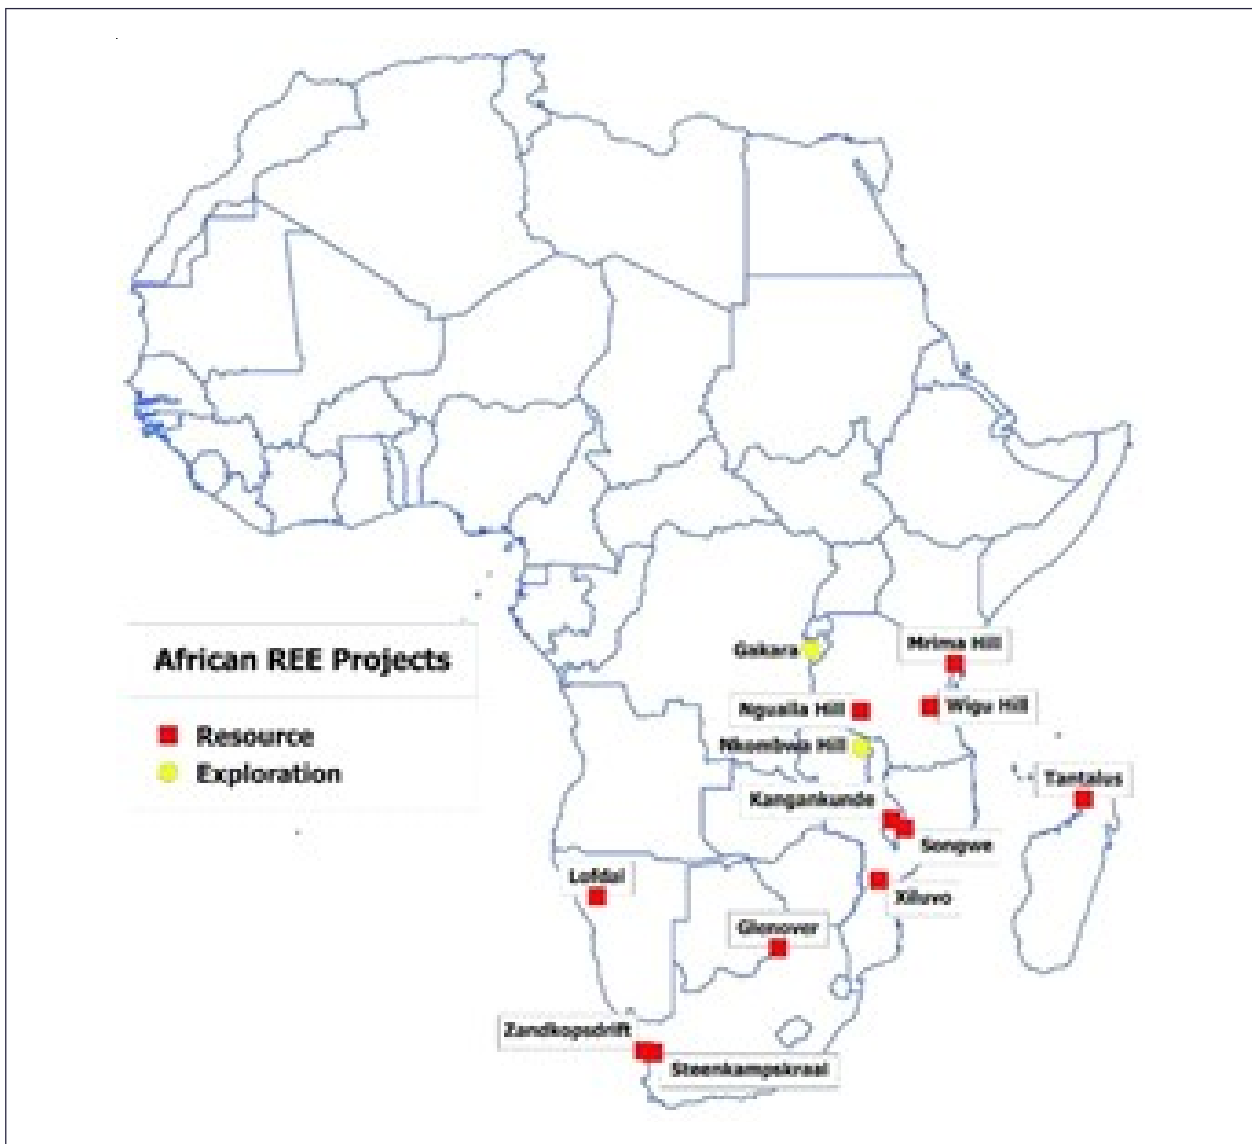 Gakara
Mrima Hill
African REE Projects
Ngualla Hill
Wigu Hill
Resource
Nkombwa Hill
Exploration
Tantalus
Kangankunde
Songwe
Lofdal
Xiluvo
Glenover
Zandkopsdrift
Steenkampskraal